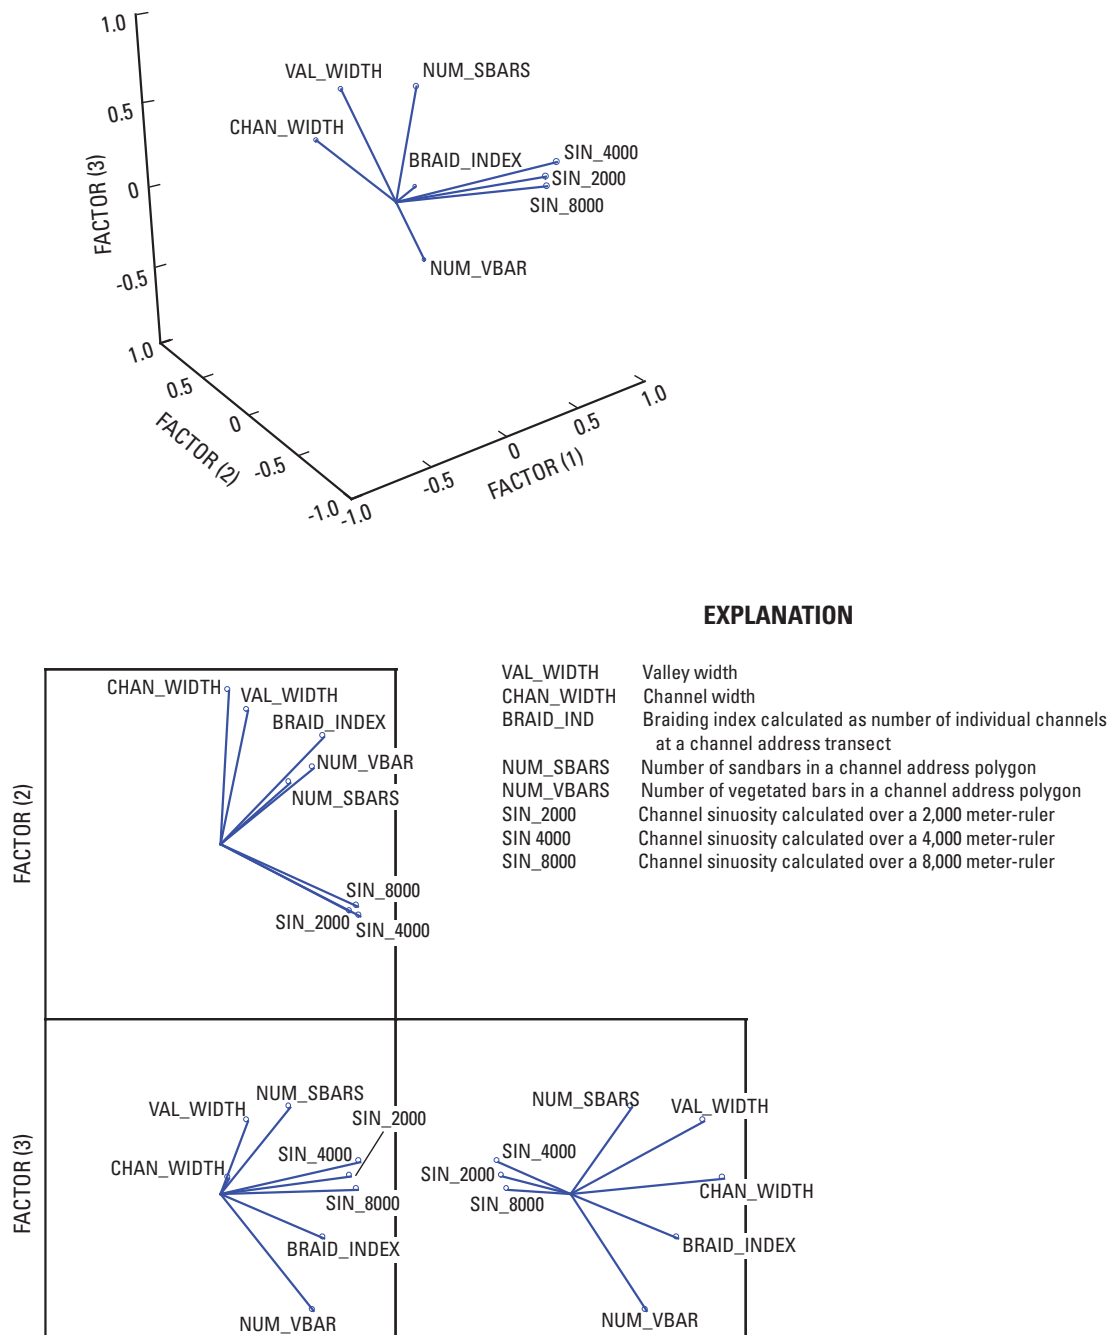 1.0
0.5
0
-0.5
FACTOR (3)
VAL_WIDTH
NUM_SBARS
CHAN_WIDTH
BRAID_INDEX
SIN_4000
SIN_2000
SIN_8000
NUM_VBAR
1.0
0.5
0
-0.5
-1.0
FACTOR (2)
-1.0
-0.5
0
0.5
1.0
FACTOR (1)
EXPLANATION
VAL_WIDTH Valley width
CHAN_WIDTH Channel width
BRAID_IND Braiding index calculated as number of individual channels
at a channel address transect
NUM_SBARS Number of sandbars in a channel address polygon
NUM_VBARS Number of vegetated bars in a channel address polygon
SIN_2000 Channel sinuosity calculated over a 2,000 meter-ruler
SIN 4000 Channel sinuosity calculated over a 4,000 meter-ruler
SIN_8000 Channel sinuosity calculated over a 8,000 meter-ruler
FACTOR (2)
CHAN_WIDTH
VAL_WIDTH
BRAID_INDEX
NUM_VBAR
NUM_SBARS
SIN_8000
SIN_2000
SIN_4000
FACTOR (3)
NUM_SBARS
VAL_WIDTH
SIN_2000
SIN_4000
CHAN_WIDTH
SIN_8000
BRAID_INDEX
NUM_VBAR
NUM_SBARS
VAL_WIDTH
SIN_4000
SIN_2000
SIN_8000
CHAN_WIDTH
BRAID_INDEX
NUM_VBAR